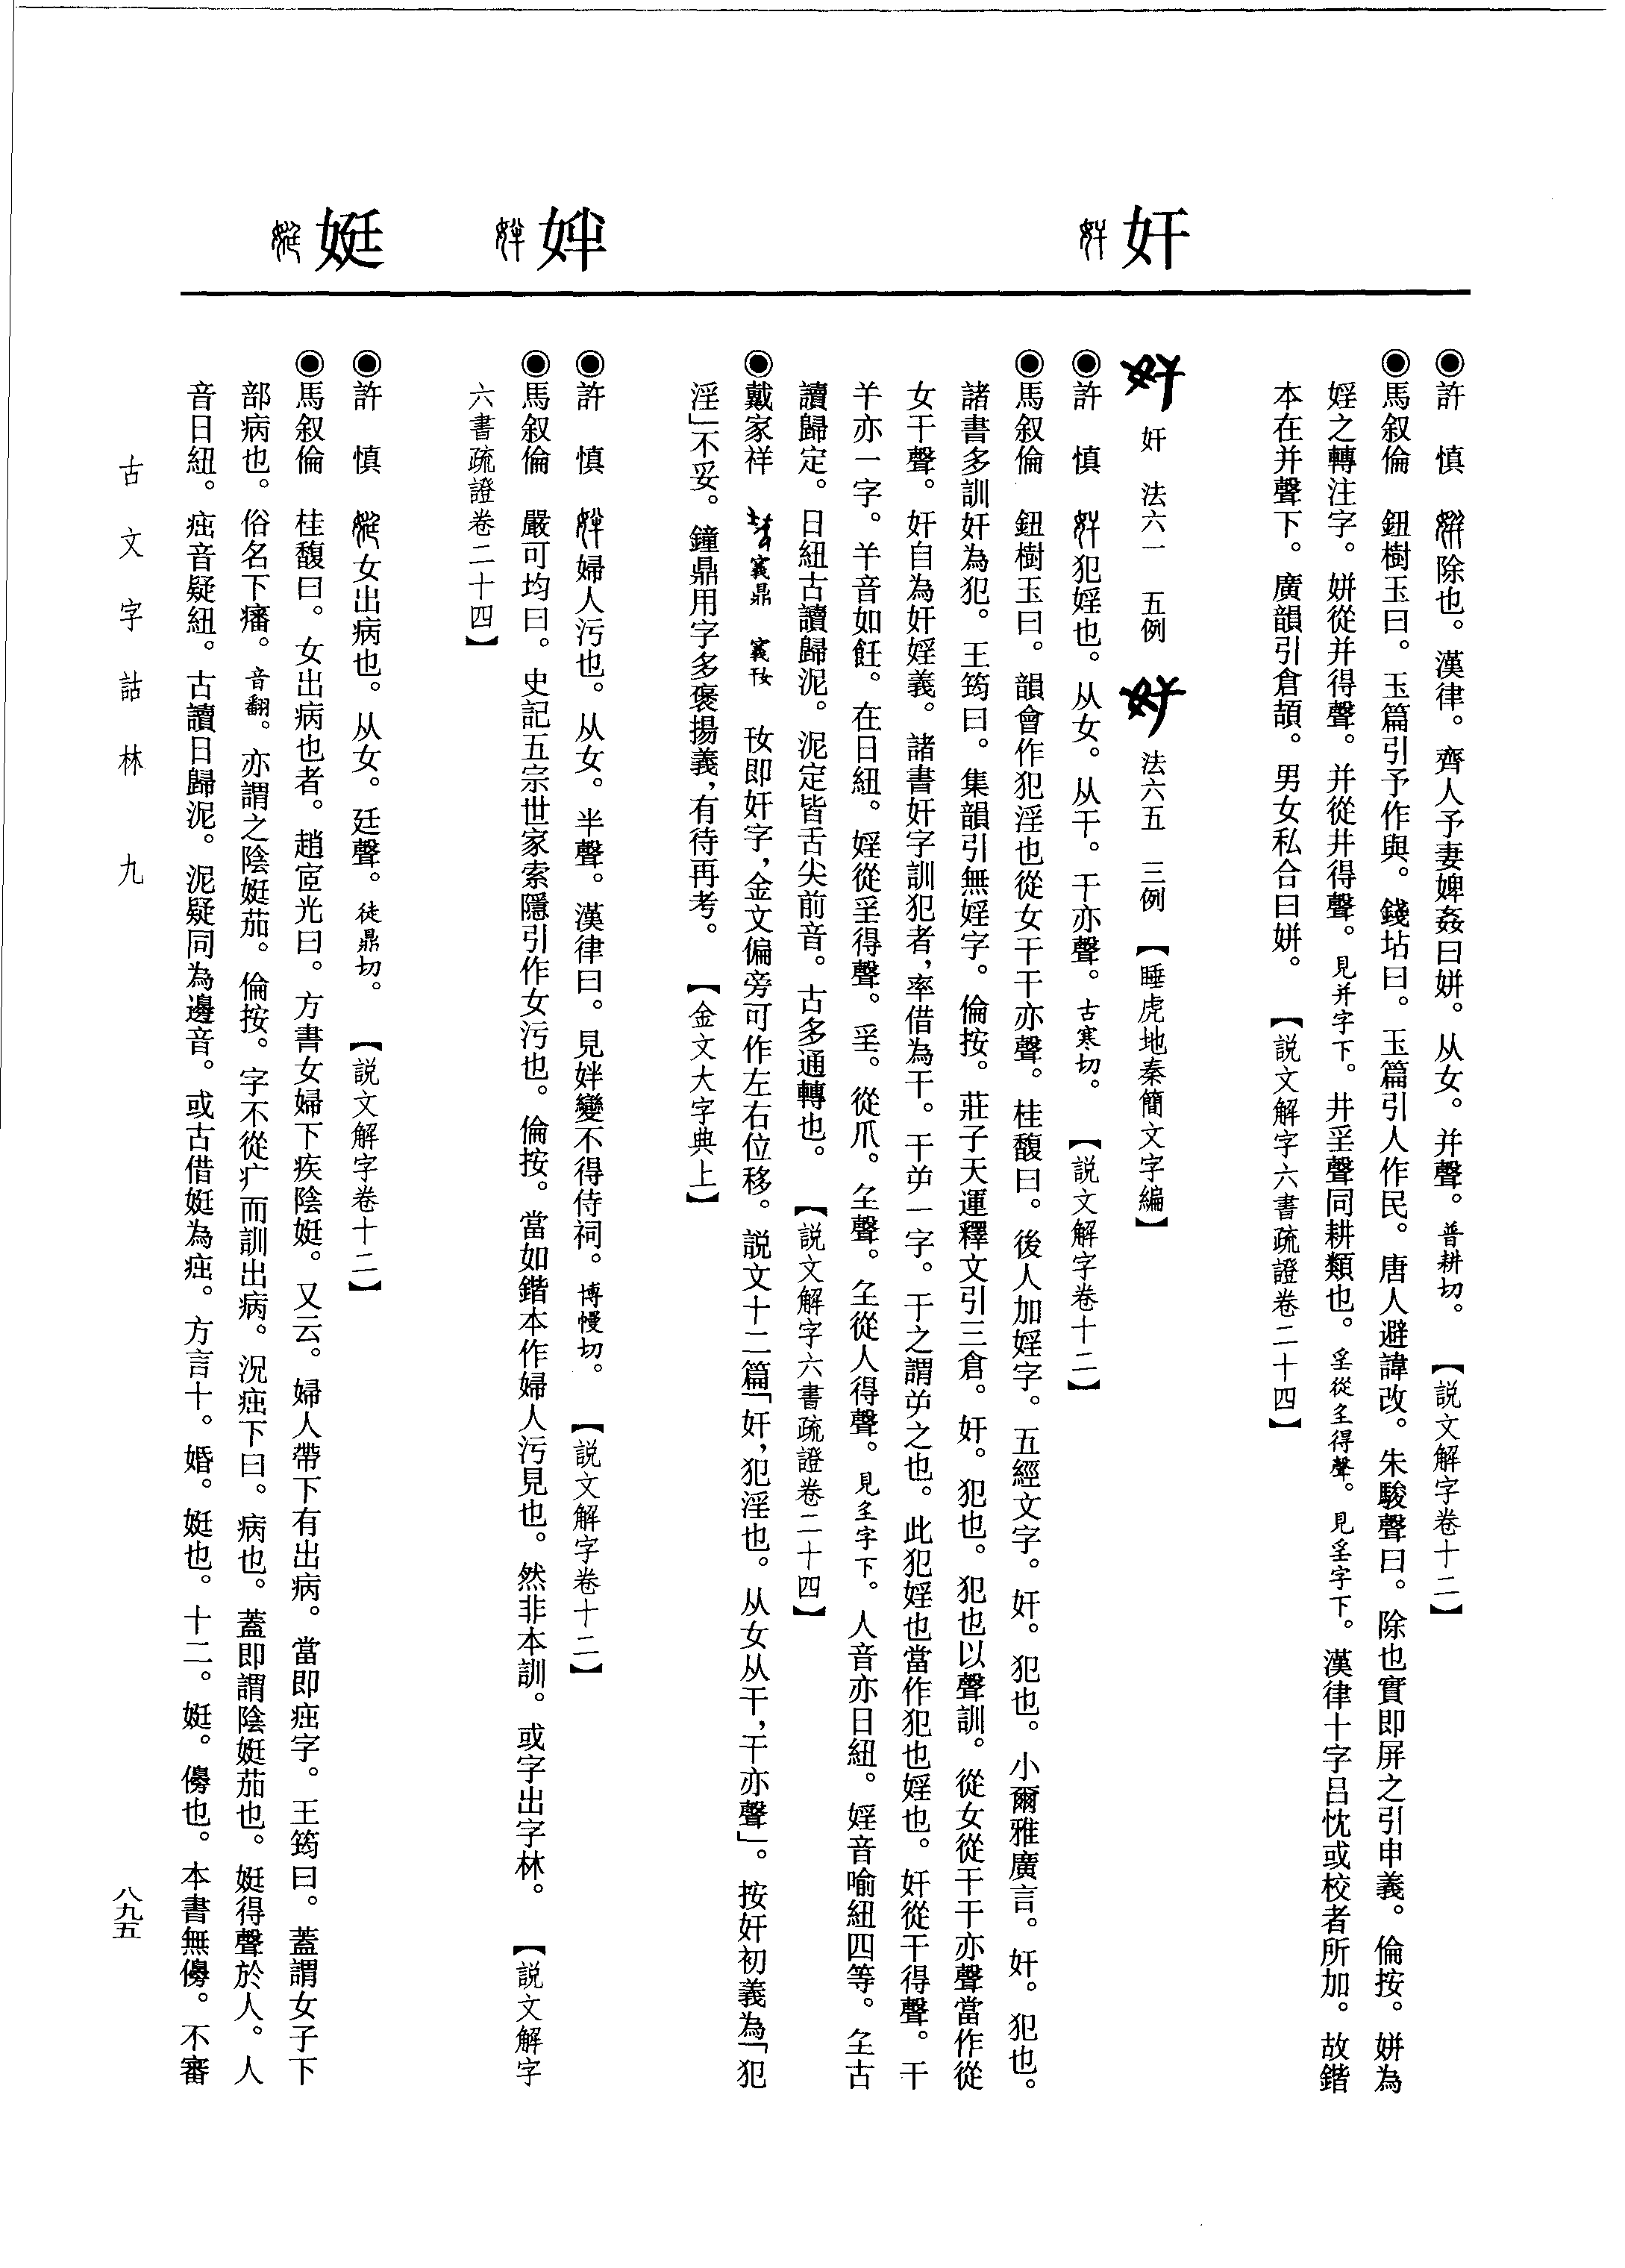 奸
姅
娗
◉許　慎　除也。漢律。齊人予妻婢姦曰姘。从女。并聲。普耕切。【説文解字卷十二】
◉馬叙倫　鈕樹玉曰。玉篇引予作與。錢坫曰。玉篇引人作民。唐人避諱改。朱駿聲曰。除也實即屏之引申義。倫按。姘為
婬之轉注字。姘從并得聲。并從井得聲。見并字下。井㸒聲同耕類也。㸒從𡈼得聲。見㸒字下。漢律十字呂忱或校者所加。故鍇
本在并聲下。廣韻引倉頡。男女私合曰姘。【説文解字六書疏證卷二十四】
奸　法六一　五例　法六五　三例　【睡虎地秦簡文字編】
◉許　慎　犯婬也。从女。从干。干亦聲。古寒切。【説文解字卷十二】
◉馬叙倫　鈕樹玉曰。韻會作犯淫也從女干干亦聲。桂馥曰。後人加婬字。五經文字。奸。犯也。小爾雅廣言。奸。犯也。
諸書多訓奸為犯。王筠曰。集韻引無婬字。倫按。莊子天運釋文引三倉。奸。犯也。犯也以聲訓。從女從干干亦聲當作從
女干聲。奸自為奸婬義。諸書奸字訓犯者，率借為干。干屰一字。干之謂屰之也。此犯婬也當作犯也婬也。奸從干得聲。干
𢆉亦一字。𢆉音如飪。在日紐。婬從㸒得聲。㸒。從爪。𡈼聲。𡈼從人得聲。見𡈼字下。人音亦日紐。婬音喻紐四等。𡈼古
讀歸定。日紐古讀歸泥。泥定皆舌尖前音。古多通轉也。【説文解字六書疏證卷二十四】
◉戴家祥　鼎　㚥即奸字，金文偏旁可作左右位移。説文十二篇「奸，犯淫也。从女从干，干亦聲」。按奸初義為「犯
淫」不妥。鐘鼎用字多褒揚義，有待再考。【金文大字典上】
◉許　慎　婦人污也。从女。半聲。漢律曰。見姅變不得侍祠。博慢切。【説文解字卷十二】
◉馬叙倫　嚴可均曰。史記五宗世家索隱引作女污也。倫按。當如鍇本作婦人污見也。然非本訓。或字出字林。【説文解字
六書疏證卷二十四】
◉許　慎　女出病也。从女。廷聲。徒鼎切。【説文解字卷十二】
◉馬叙倫　桂馥曰。女出病也者。趙宧光曰。方書女婦下疾陰娗。又云。婦人帶下有出病。當即疘字。王筠曰。蓋謂女子下
部病也。俗名下㿖。音翻。亦謂之陰娗茄。倫按。字不從疒而訓出病。況疘下曰。病也。蓋即謂陰娗茄也。娗得聲於人。人
音日紐。疘音疑紐。古讀日歸泥。泥疑同為邊音。或古借娗為疘。方言十。婚。娗也。十二。娗。㒍也。本書無㒍。不審
古文字詁林　九
八九五